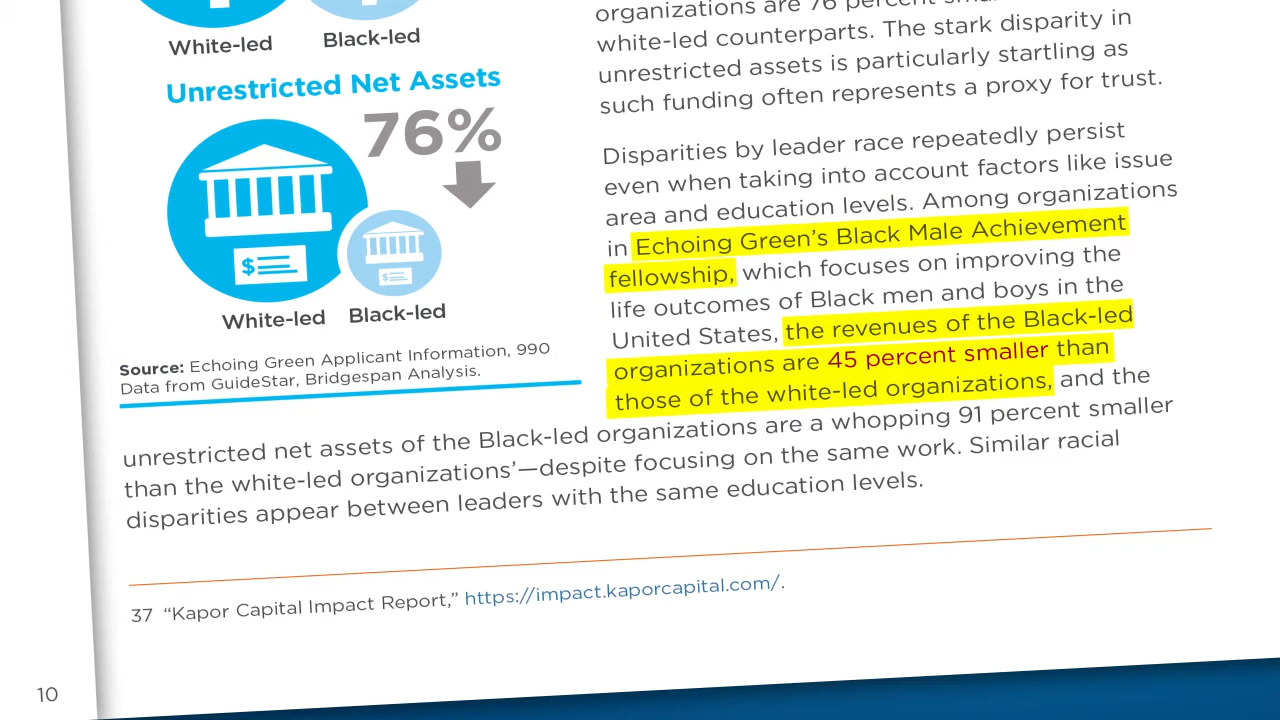 White-led
Black-led
Unrestricted Net Assets
76%
$
$
White-led
Black-led
Source: Echoing Green Applicant Information, 990
Data from GuideStar, Bridgespan Analysis.
organizations are 76 percent
white-led counterparts. The stark disparity in
unrestricted assets is particularly startling as
such funding often represents a proxy for trust.
Disparities by leader race repeatedly persist
even when taking into account factors like issue
area and education levels. Among organizations
in Echoing Green’s Black Male Achievement
fellowship, which focuses on improving the
life outcomes of Black men and boys in the
United States, the revenues of the Black-led
organizations are 45 percent smaller than
those of the white-led organizations, and the
unrestricted net assets of the Black-led organizations are a whopping 91 percent smaller
than the white-led organizations’—despite focusing on the same work. Similar racial
disparities appear between leaders with the same education levels.
37 “Kapor Capital Impact Report,” https://impact.kaporcapital.com/.
10